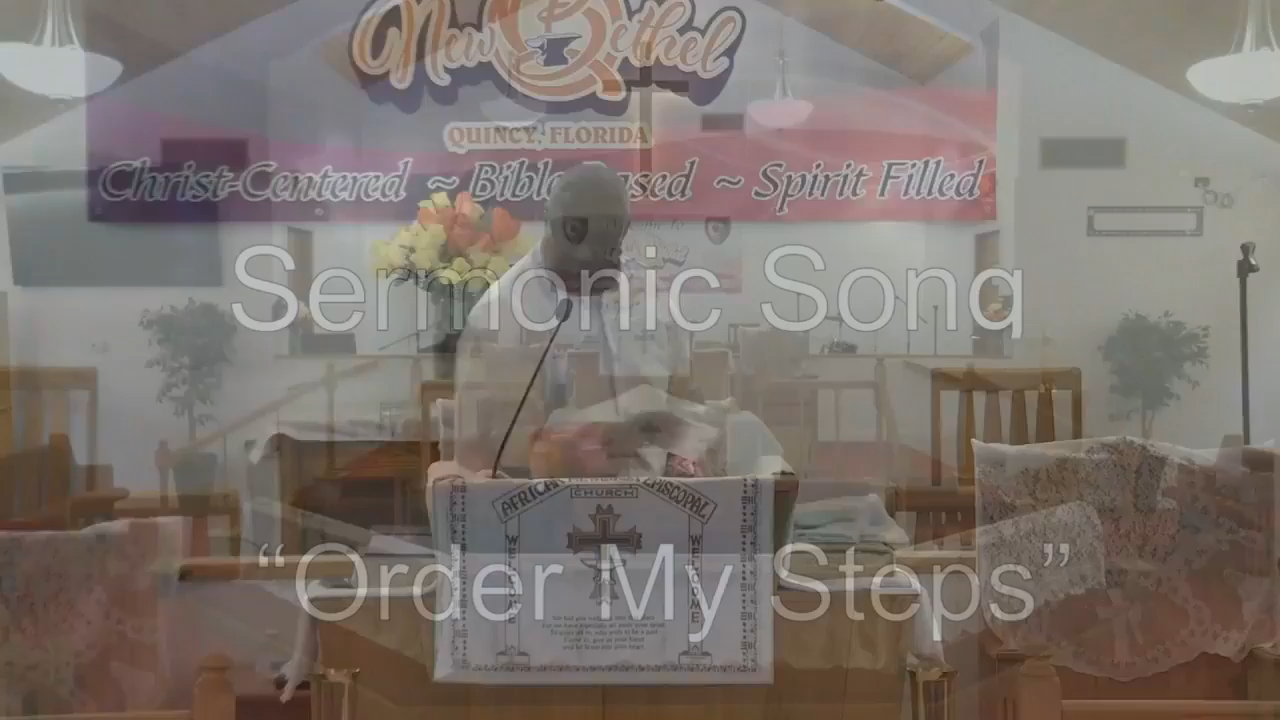 New Bethel
QUINCY, FLORIDA
Christ-Centered ~ Bible Based ~ Spirit Filled
Sermonic Song
AFRICAN EPISCOPAL
CHURCH
WELCOME
WELCOME
“Order My Steps”